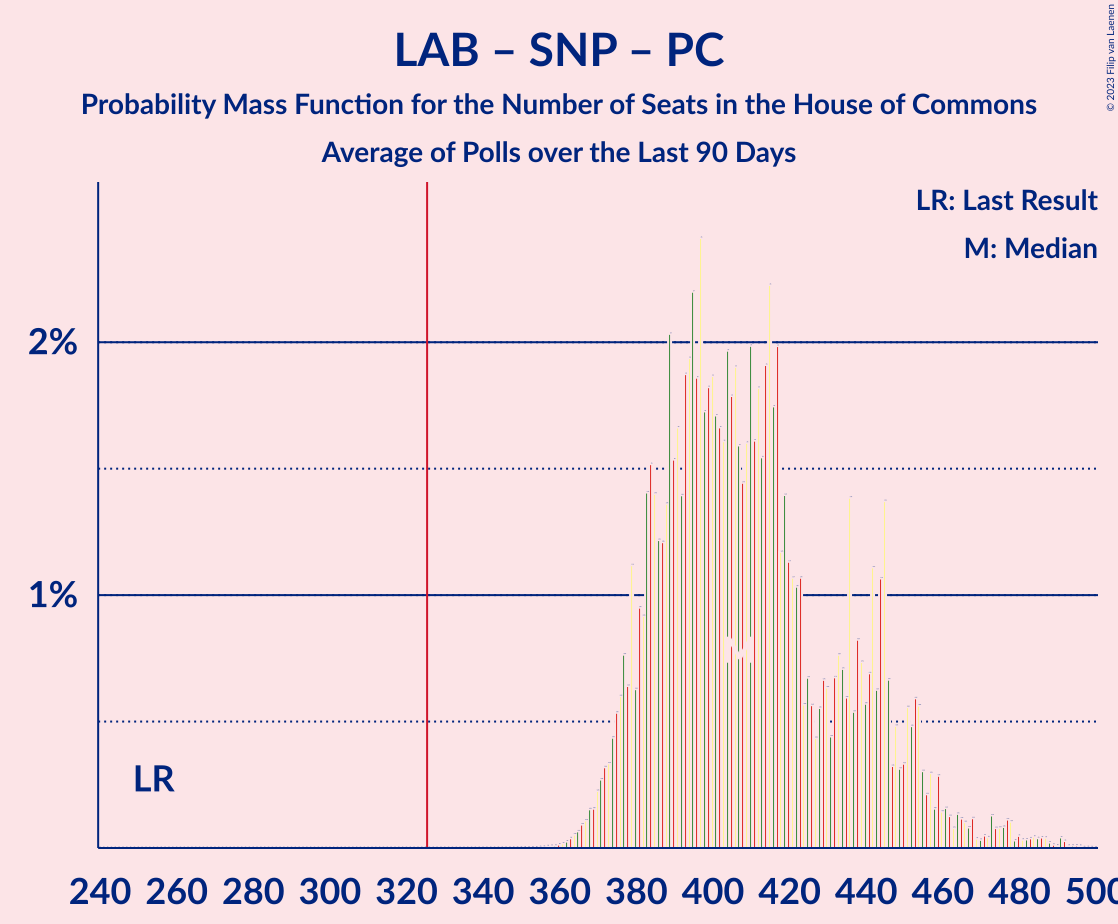 LAB – SNP – PC
Probability Mass Function for the Number of Seats in the House of Commons
Average of Polls over the Last 90 Days
© 2023 Filip van Laenen
LR: Last Result
M: Median
2%
1%
LR
M
240 260 280 300 320 340 360 380 400 420 440 460 480 500